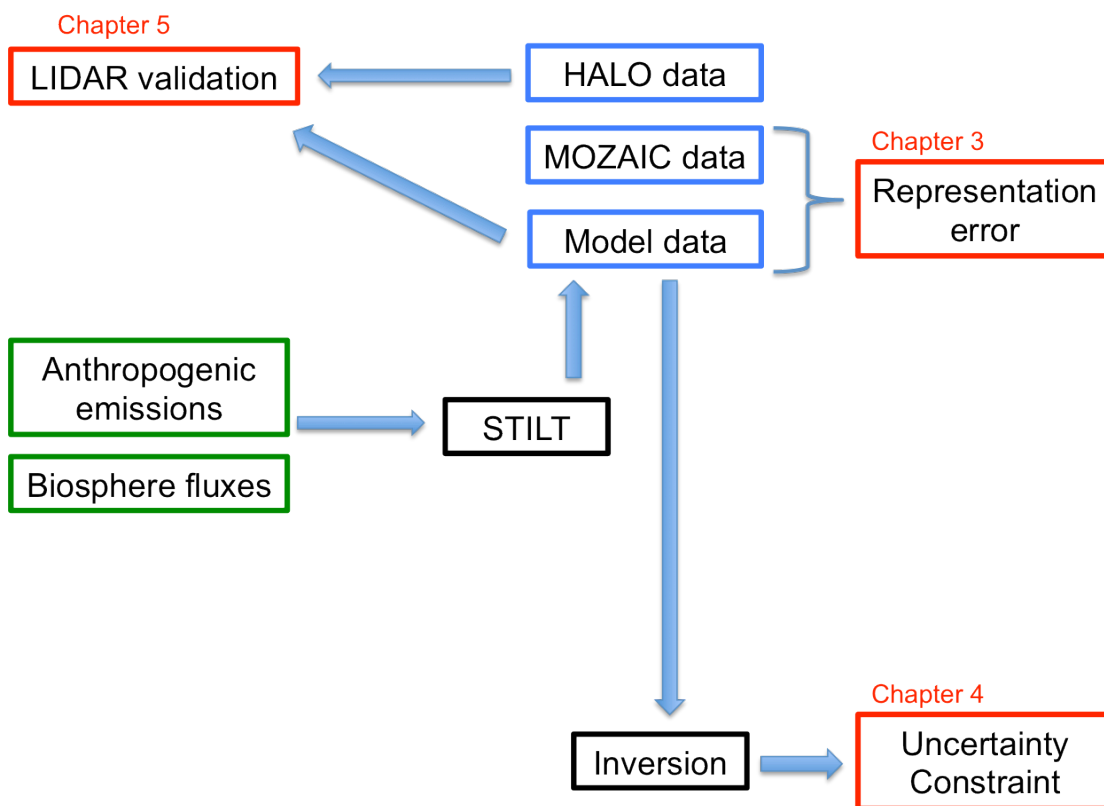 Chapter 5
LIDAR validation
HALO data
MOZAIC data
Model data
Chapter 3
Representation
error
Anthropogenic
emissions
Biosphere fluxes
STILT
Inversion
Chapter 4
Uncertainty
Constraint